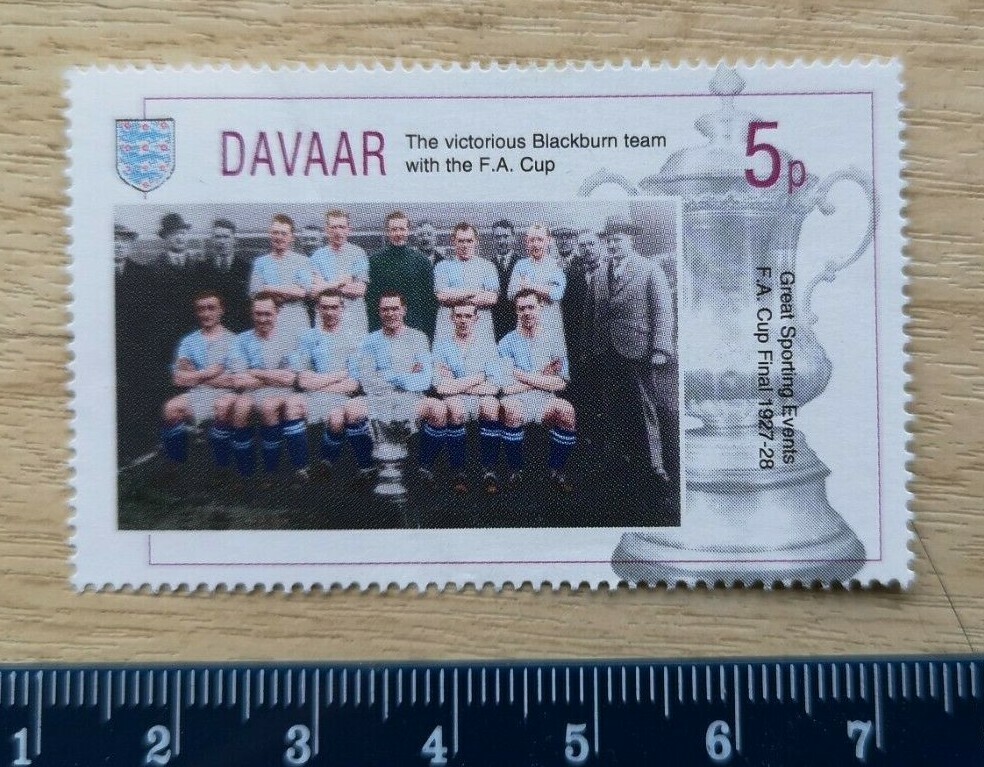 DAVAAR
The victorious Blackburn team
with the F.A. Cup
5p
Great Sporting Events
F.A. Cup Final 1927-28
1 2 3 4 5 6 7